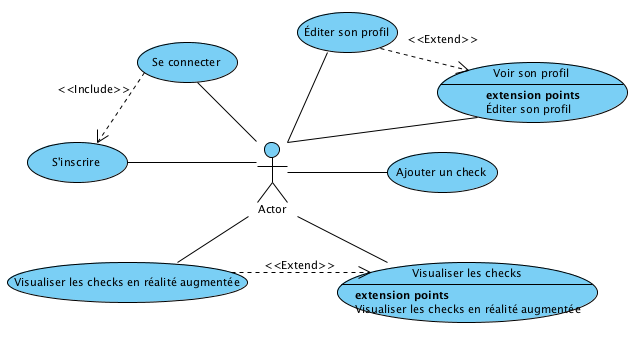 Éditer son profil
<<Extend>>
Se connecter
Voir son profil
extension points
Éditer son profil
<<Include>>
S'inscrire
Ajouter un check
Actor
<<Extend>>
Visualiser les checks en réalité augmentée
Visualiser les checks
extension points
Visualiser les checks en réalité augmentée